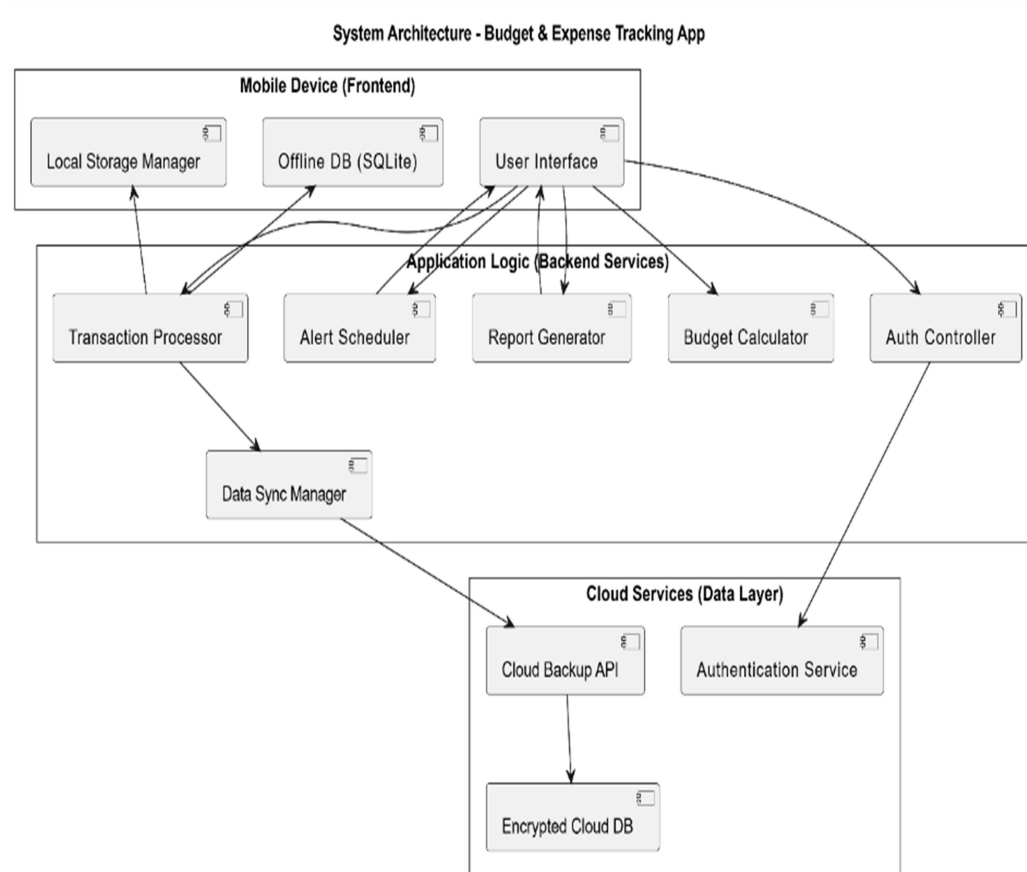 System Architecture - Budget & Expense Tracking App
Mobile Device (Frontend)
Local Storage Manager
Offline DB (SQLite)
User Interface
Application Logic (Backend Services)
Transaction Processor
Alert Scheduler
Report Generator
Budget Calculator
Auth Controller
Data Sync Manager
Cloud Services (Data Layer)
Cloud Backup API
Authentication Service
Encrypted Cloud DB